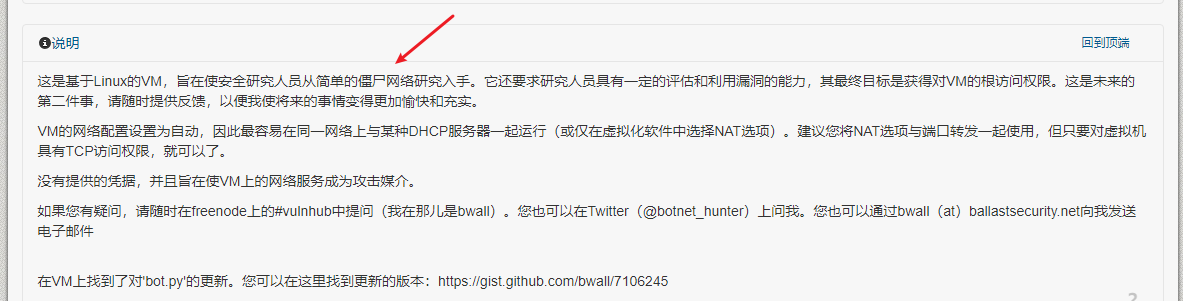 说明
回到顶端
这是基于Linux的VM，旨在使安全研究人员从简单的僵尸网络研究入手。它还要求研究人员具有一定的评估和利用漏洞的能力，其最终目标是获得对VM的根访问权限。这是未来的
第二件事，请随时提供反馈，以便我使将来的事情变得更加愉快和充实。
VM的网络配置设置为自动，因此最容易在同一网络上与某种DHCP服务器一起运行（或仅在虚拟化软件中选择NAT选项）。建议您将NAT选项与端口转发一起使用，但只要对虚拟机
具有TCP访问权限，就可以了。
没有提供的凭据，并且旨在使VM上的网络服务成为攻击媒介。
如果您有疑问，请随时在freenode上的#vulnhub中提问（我在那儿是bwall）。您也可以在Twitter（@botnet_hunter）上问我。您也可以通过bwall（at）ballastsecurity.net向我发送
电子邮件
在VM上找到了对'bot.py'的更新。您可以在这里找到更新的版本：https://gist.github.com/bwall/7106245
2